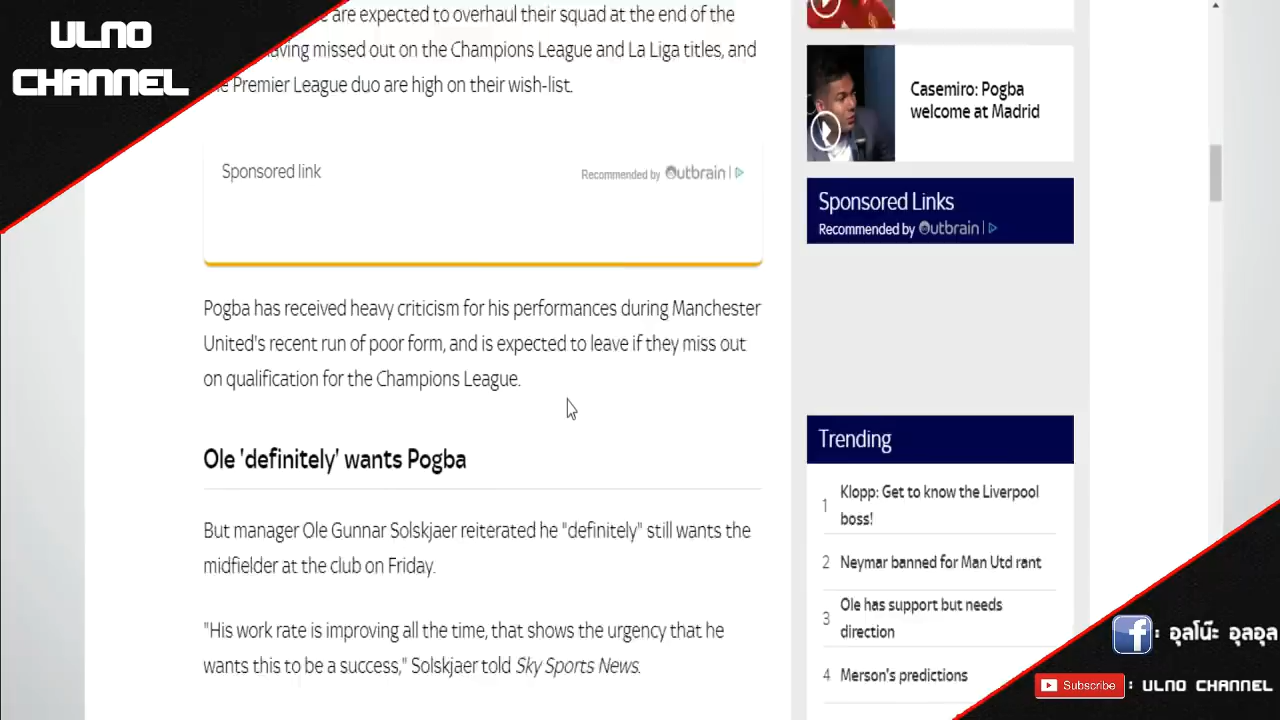 ULNO
CHANNEL
are expected to overhaul their squad at the end of the
missed out on the Champions League and La Liga titles, and
Premier League duo are high on their wish-list.
Sponsored link
Recommended by Outbrain
Pogba has received heavy criticism for his performances during Manchester
United's recent run of poor form, and is expected to leave if they miss out
on qualification for the Champions League.
Ole 'definitely' wants Pogba
But manager Ole Gunnar Solskjaer reiterated he "definitely" still wants the
midfielder at the club on Friday.
"His work rate is improving all the time, that shows the urgency that he
wants this to be a success," Solskjaer told Sky Sports News.
Casemiro: Pogba
welcome at Madrid
Sponsored Links
Recommended by Outbrain
Trending
1 Klopp: Get to know the Liverpool
boss!
2 Neymar banned for Man Utd rant
3 Ole has support but needs
direction
4 Merson's predictions
f : อุลโน๊ะ อุลอุล
Subscribe : ULNO CHANNEL